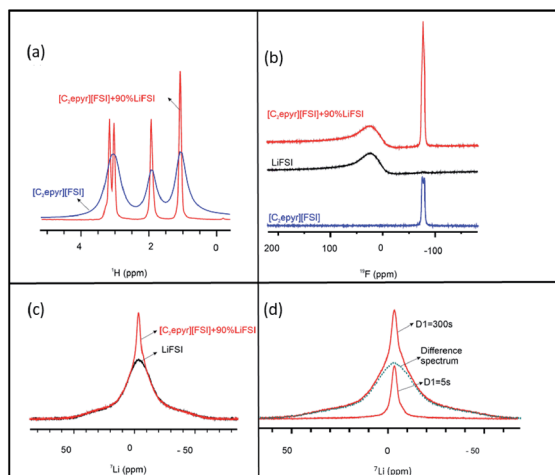 (a)
[C₂epyr][FSI]+90%LiFSI
[C₂epyr][FSI]
4
2
0
¹H (ppm)
(b)
[C₂epyr][FSI]+90%LiFSI
LiFSI
[C₂epyr][FSI]
200
100
0
-100
¹⁹F (ppm)
(c)
[C₂epyr][FSI]+90%LiFSI
LiFSI
50
0
- 50
⁷Li (ppm)
(d)
D1=300s
Difference
spectrum
D1=5s
50
0
-50
⁷Li (ppm)